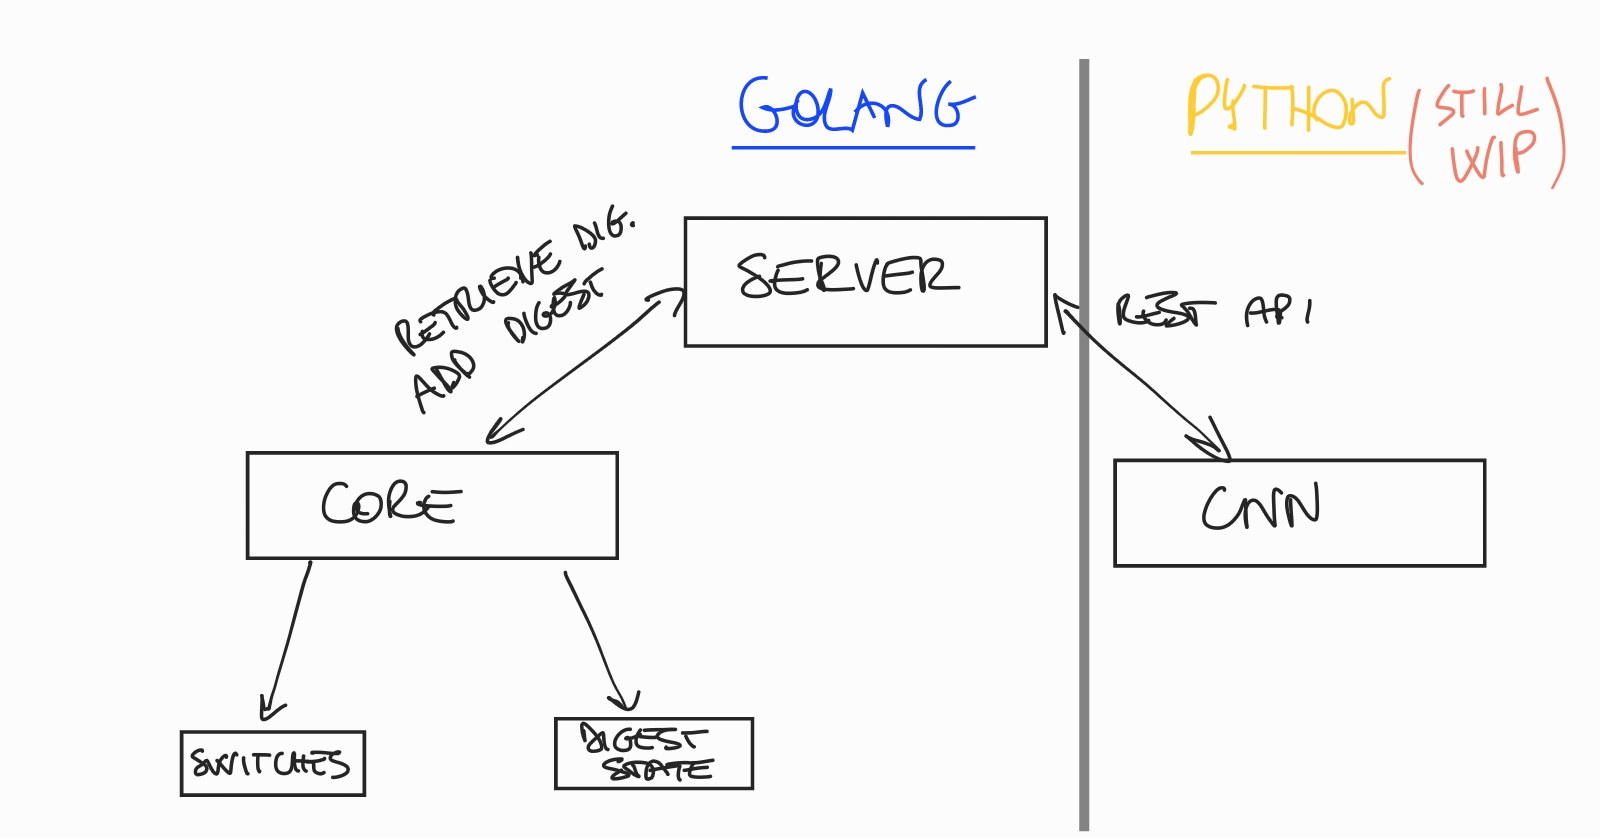 GOLANG
PYTHON
(STILL
WIP)
SERVER
RETRIEVE DIG.
ADD DIGEST
REST API
CORE
CNN
SWITCHES
DIGEST
STATE